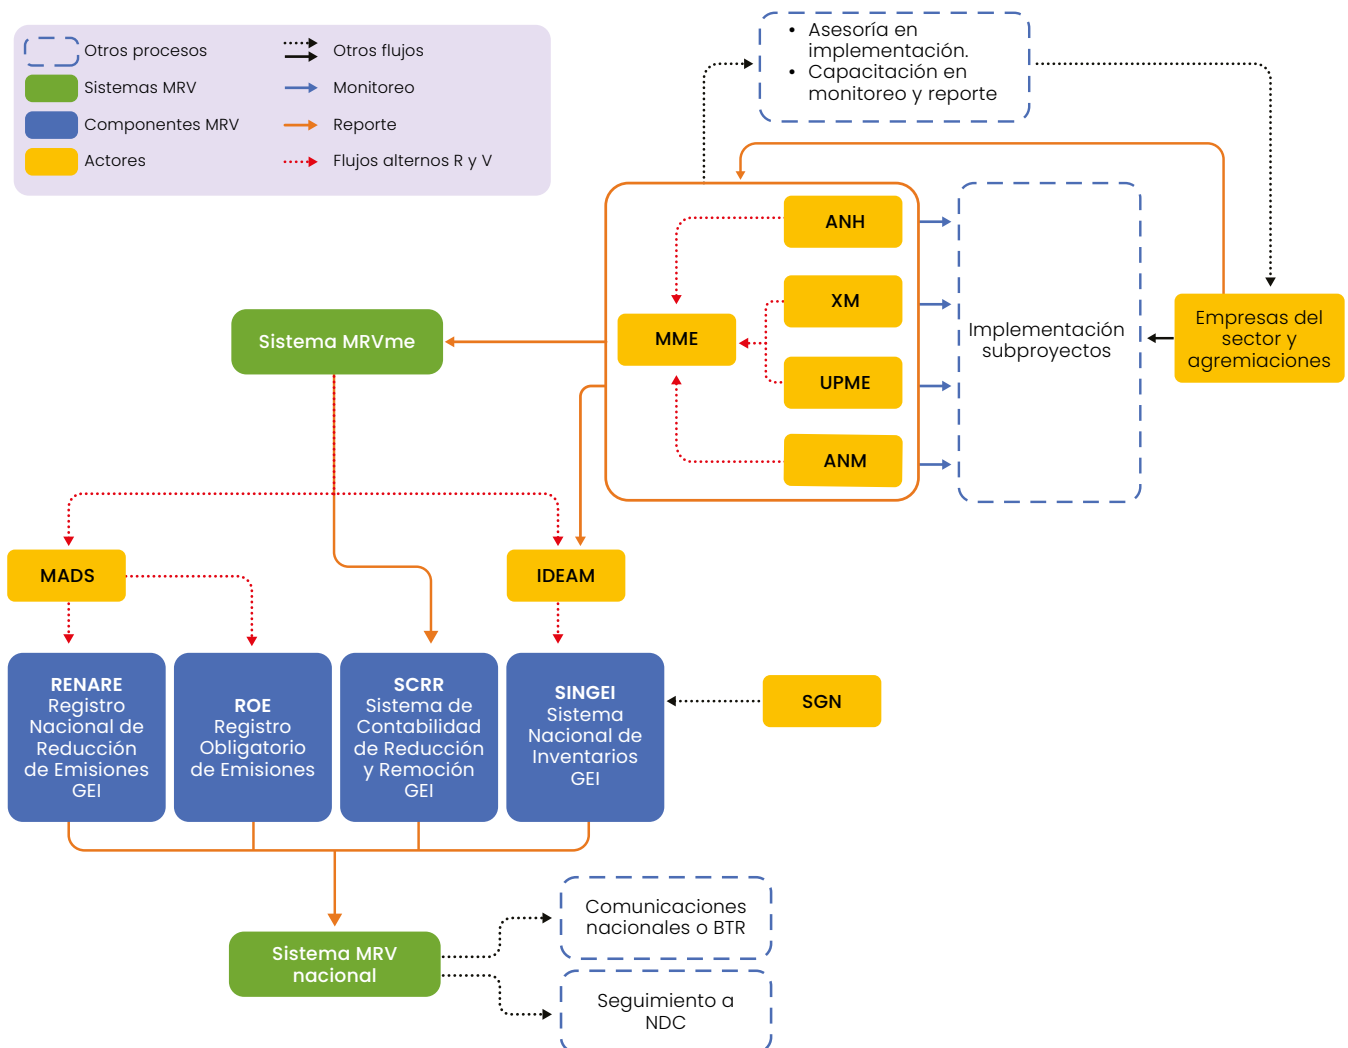 Otros procesos
Sistemas MRV
Componentes MRV
Actores
Otros flujos
Monitoreo
Reporte
Flujos alternos R y V
• Asesoría en
implementación.
• Capacitación en
monitoreo y reporte
ANH
XM
MME
UPME
ANM
Implementación
subproyectos
Empresas del
sector y
agremiaciones
Sistema MRVme
MADS
IDEAM
RENARE
Registro
Nacional de
Reducción
de Emisiones
GEI
ROE
Registro
Obligatorio
de Emisiones
SCRR
Sistema de
Contabilidad
de Reducción
y Remoción
GEI
SINGEI
Sistema
Nacional de
Inventarios
GEI
SGN
Sistema MRV
nacional
Comunicaciones
nacionales o BTR
Seguimiento a
NDC